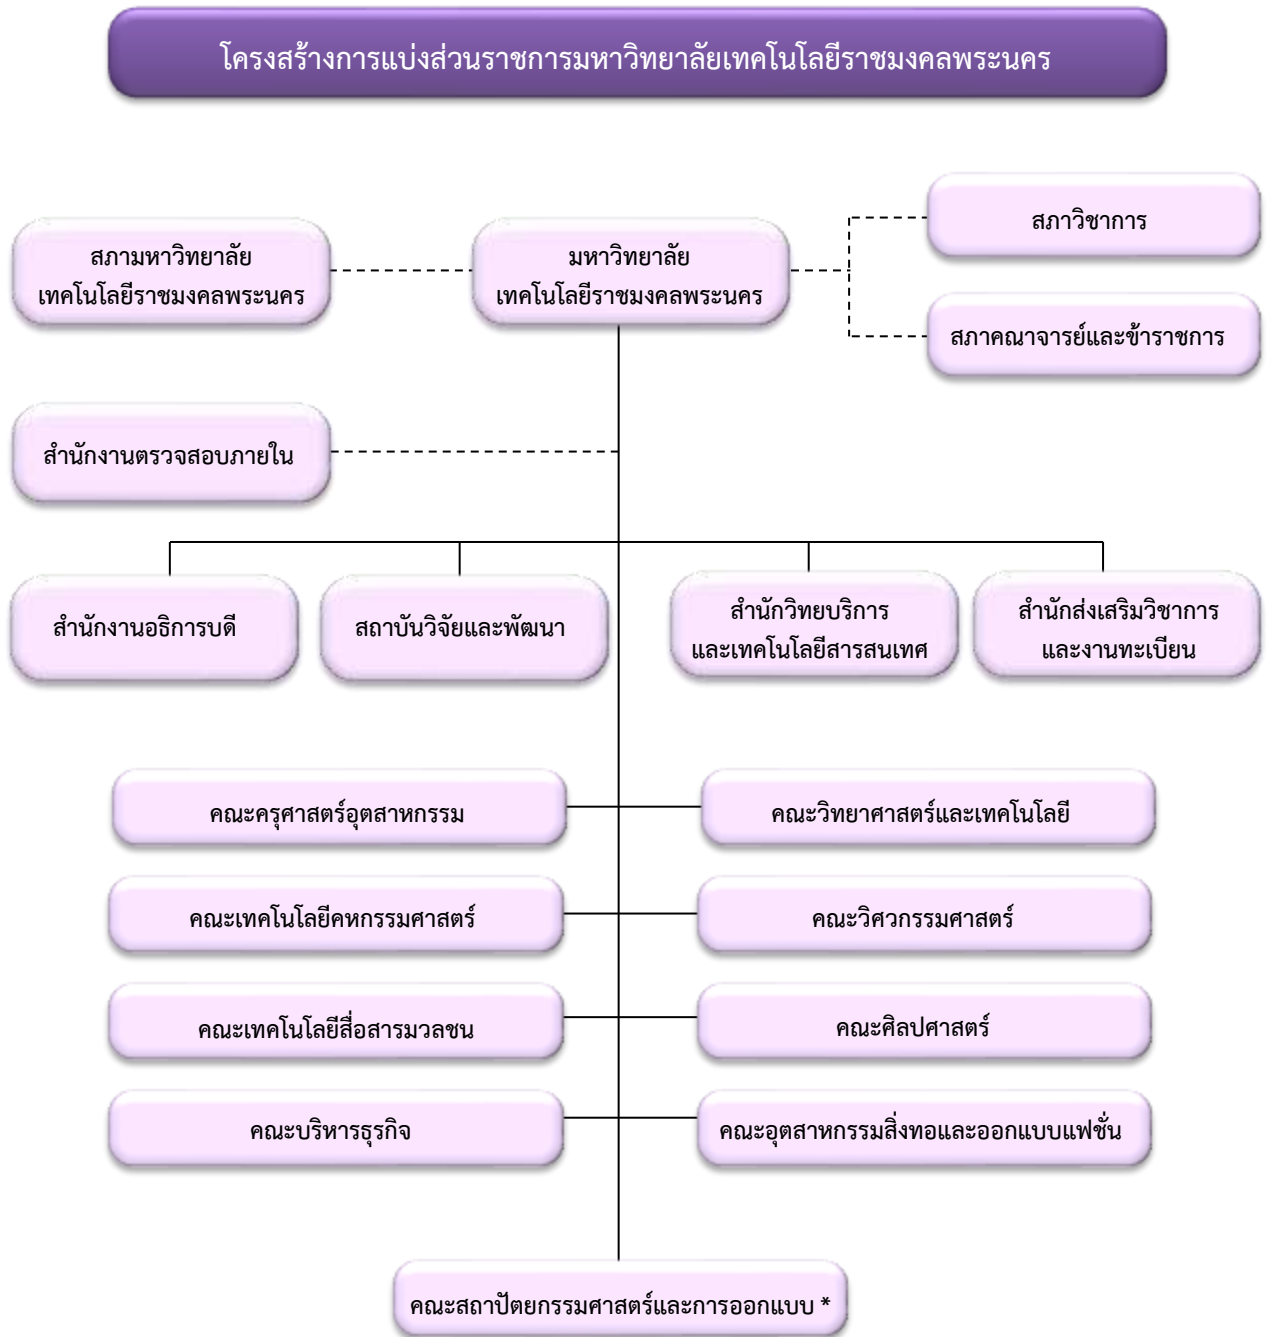 โครงสร้างการแบ่งส่วนราชการมหาวิทยาลัยเทคโนโลยีราชมงคลพระนคร
สภามหาวิทยาลัย
เทคโนโลยีราชมงคลพระนคร
มหาวิทยาลัย
เทคโนโลยีราชมงคลพระนคร
สภาวิชาการ
สภาคณาจารย์และข้าราชการ
สำนักงานตรวจสอบภายใน
สำนักงานอธิการบดี
สถาบันวิจัยและพัฒนา
สำนักวิทยบริการ
และเทคโนโลยีสารสนเทศ
สำนักส่งเสริมวิชาการ
และงานทะเบียน
คณะครุศาสตร์อุตสาหกรรม
คณะวิทยาศาสตร์และเทคโนโลยี
คณะเทคโนโลยีคหกรรมศาสตร์
คณะวิศวกรรมศาสตร์
คณะเทคโนโลยีสื่อสารมวลชน
คณะศิลปศาสตร์
คณะบริหารธุรกิจ
คณะอุตสาหกรรมสิ่งทอและออกแบบแฟชั่น
คณะสถาปัตยกรรมศาสตร์และการออกแบบ *